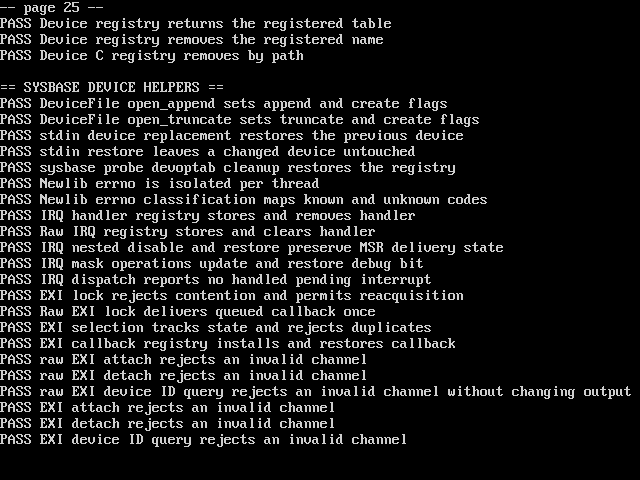 -- page 25 --
PASS Device registry returns the registered table
PASS Device registry removes the registered name
PASS Device C registry removes by path
== SYSBASE DEVICE HELPERS ==
PASS DeviceFile open_append sets append and create flags
PASS DeviceFile open_truncate sets truncate and create flags
PASS stdin device replacement restores the previous device
PASS stdin restore leaves a changed device untouched
PASS sysbase probe devoptab cleanup restores the registry
PASS Newlib errno is isolated per thread
PASS Newlib errno classification maps known and unknown codes
PASS IRQ handler registry stores and removes handler
PASS Raw IRQ registry stores and clears handler
PASS IRQ nested disable and restore preserve MSR delivery state
PASS IRQ mask operations update and restore debug bit
PASS IRQ dispatch reports no handled pending interrupt
PASS EXI lock rejects contention and permits reacquisition
PASS Raw EXI lock delivers queued callback once
PASS EXI selection tracks state and rejects duplicates
PASS EXI callback registry installs and restores callback
PASS raw EXI attach rejects an invalid channel
PASS raw EXI detach rejects an invalid channel
PASS raw EXI device ID query rejects an invalid channel without changing output
PASS EXI attach rejects an invalid channel
PASS EXI detach rejects an invalid channel
PASS EXI device ID query rejects an invalid channel